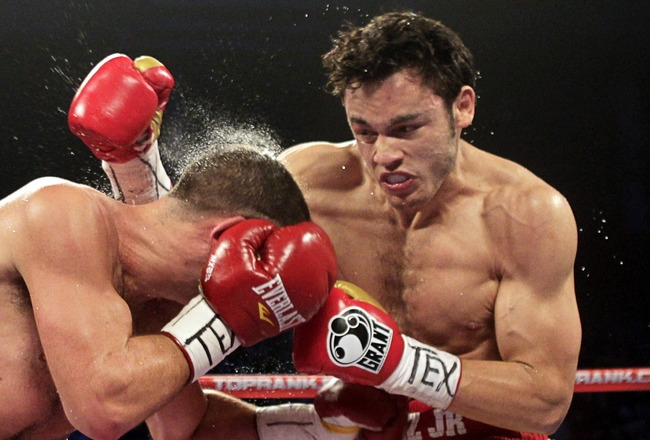 EVERLAST
GRANT
TEX
TEX
TOPRANK
RANK.C
Z JR